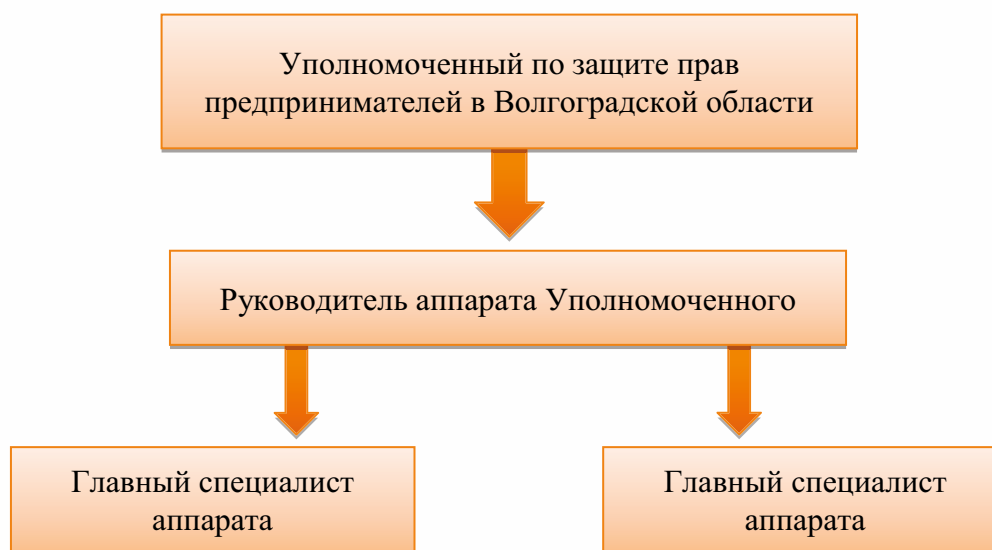 Уполномоченный по защите прав
предпринимателей в Волгоградской области
Руководитель аппарата Уполномоченного
Главный специалист
аппарата
Главный специалист
аппарата